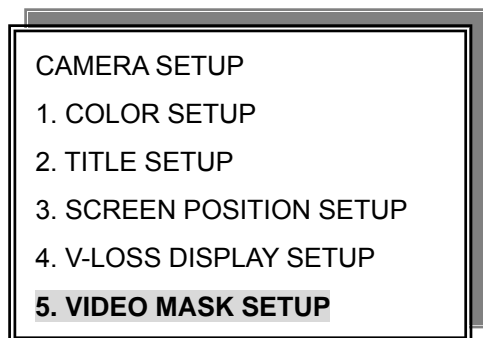 CAMERA SETUP
1. COLOR SETUP
2. TITLE SETUP
3. SCREEN POSITION SETUP
4. V-LOSS DISPLAY SETUP
5. VIDEO MASK SETUP